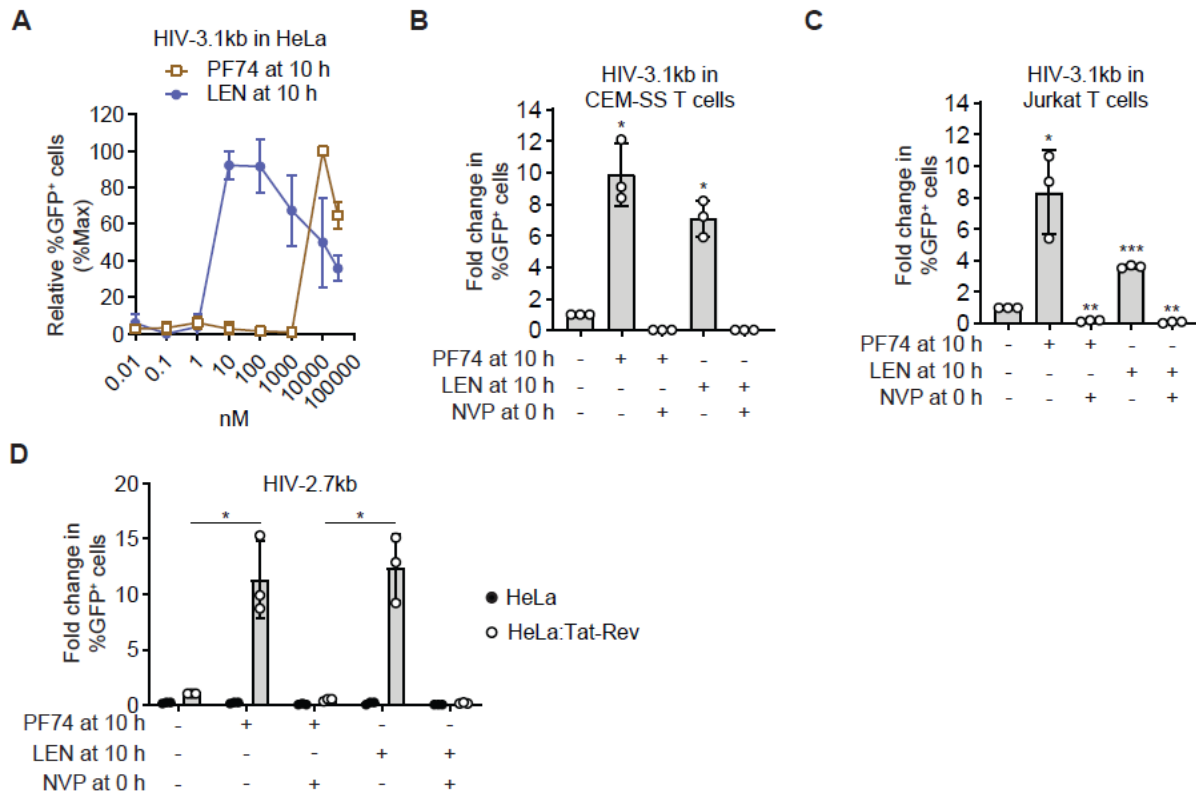 A
HIV-3.1kb in HeLa
PF74 at 10 h
LEN at 10 h
Relative %GFP⁺ cells
(%Max)
120
100
80
60
40
20
0
0.01
0.1
1
10
100
1000
10000
100000
nM
B
HIV-3.1kb in
CEM-SS T cells
Fold change in
%GFP⁺ cells
14
12
10
8
6
4
2
0
*
*
PF74 at 10 h - + + - -
LEN at 10 h - - - + +
NVP at 0 h - - + - +
C
HIV-3.1kb in
Jurkat T cells
Fold change in
%GFP⁺ cells
14
12
10
8
6
4
2
0
*
**
***
**
PF74 at 10 h - + + - -
LEN at 10 h - - - + +
NVP at 0 h - - + - +
D
HIV-2.7kb
Fold change in
%GFP⁺ cells
20
15
10
5
0
*
*
HeLa
HeLa:Tat-Rev
PF74 at 10 h - + + - -
LEN at 10 h - - - + +
NVP at 0 h - - + - +